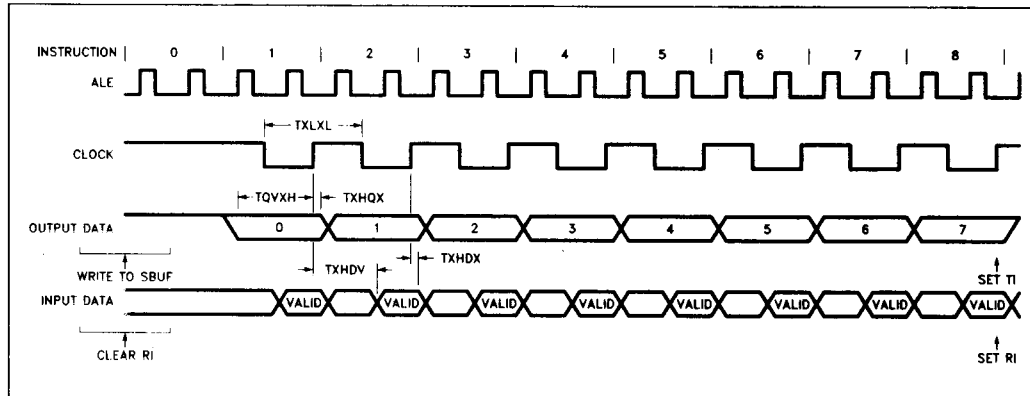 INSTRUCTION | 0 | 1 | 2 | 3 | 4 | 5 | 6 | 7 | 8 |
ALE
TXLXL
CLOCK
TQVXH TXHQX
OUTPUT DATA 0 1 2 3 4 5 6 7
WRITE TO SBUF TXHDV TXHDX SET TI
INPUT DATA VALID VALID VALID VALID VALID VALID VALID VALID
CLEAR RI SET RI